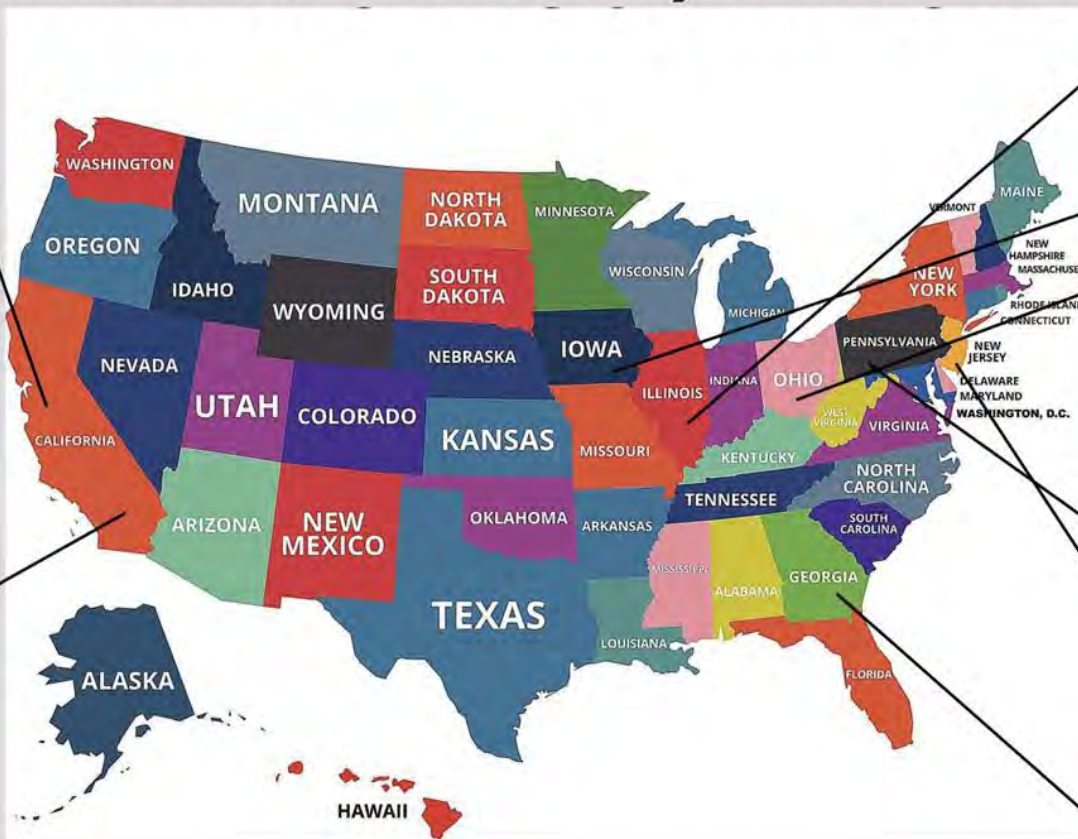 WASHINGTON
MONTANA
NORTH
DAKOTA
MINNESOTA
VERMONT
MAINE
OREGON
IDAHO
WYOMING
SOUTH
DAKOTA
WISCONSIN
MICHIGAN
NEW
YORK
NEW
HAMPSHIRE
MASSACHUSE
RHODE ISLAND
CONNECTICUT
NEVADA
UTAH
COLORADO
NEBRASKA
IOWA
ILLINOIS
INDIANA
OHIO
PENNSYLVANIA
NEW
JERSEY
DELAWARE
MARYLAND
WASHINGTON, D.C.
CALIFORNIA
KANSAS
MISSOURI
KENTUCKY
WEST
VIRGINIA
VIRGINIA
ARIZONA
NEW
MEXICO
OKLAHOMA
ARKANSAS
TENNESSEE
NORTH
CAROLINA
SOUTH
CAROLINA
TEXAS
LOUISIANA
MISSISSIPPI
ALABAMA
GEORGIA
FLORIDA
ALASKA
HAWAII